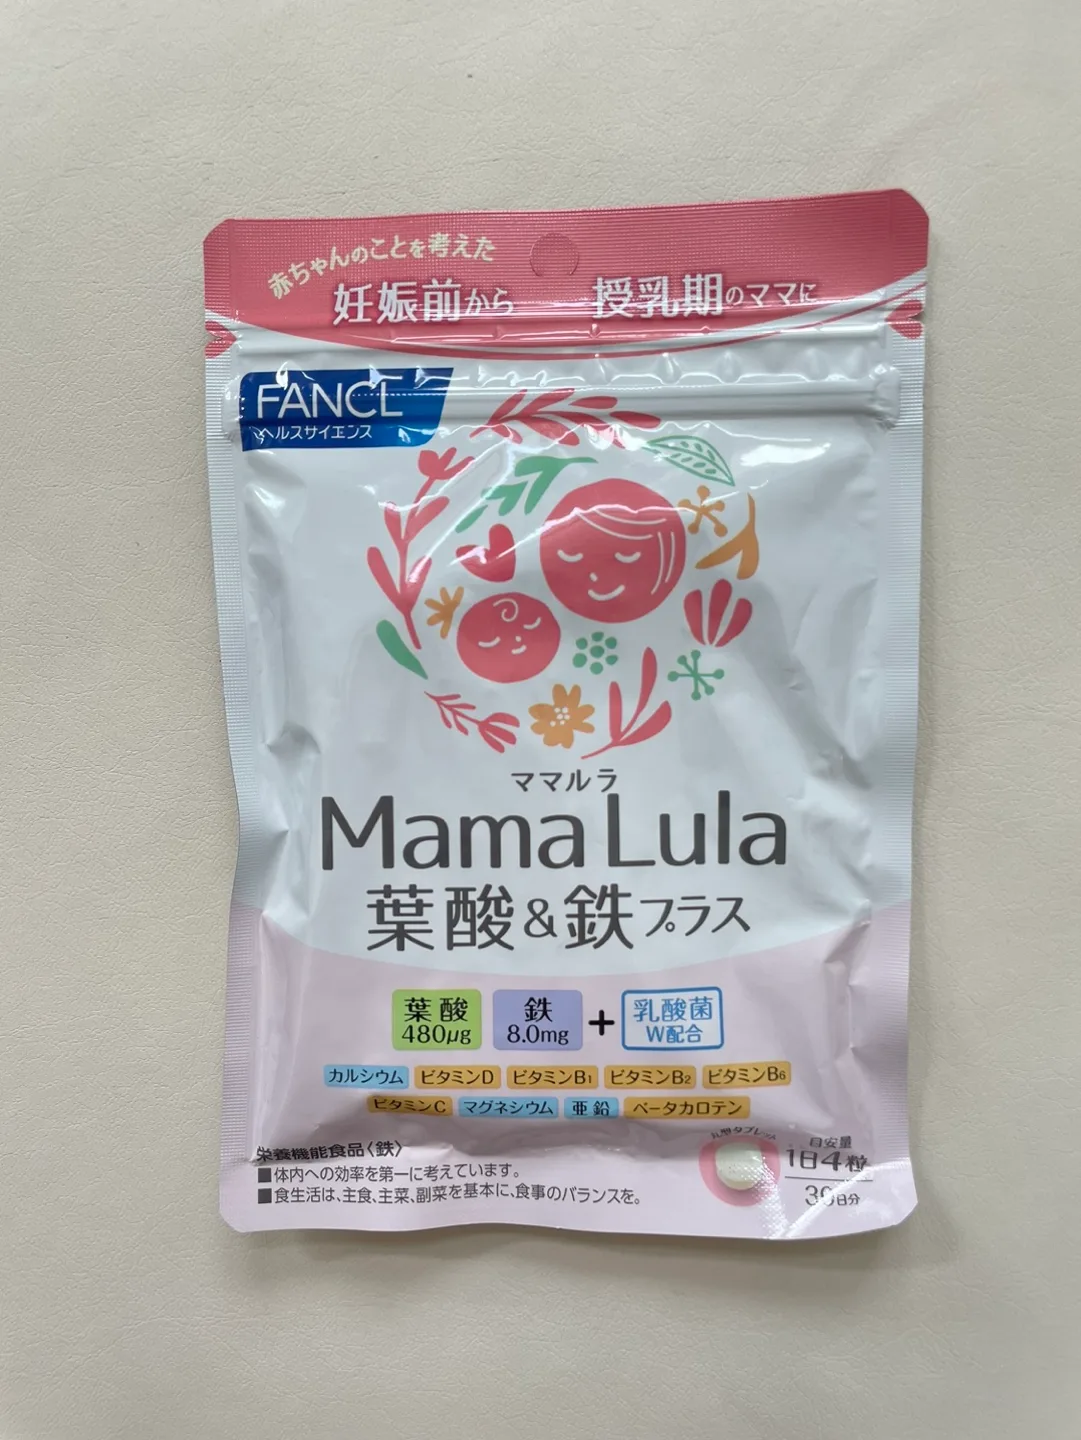 赤ちゃんのことを考えた
妊娠前から 授乳期のママに
FANCL
ヘルスサイエンス
ママルラ
Mama Lula
葉酸&鉄プラス
葉酸 鉄 + 乳酸菌
480μg 8.0mg W配合
カルシウム ビタミンD ビタミンB1 ビタミンB2 ビタミンB6
ビタミンC マグネシウム 亜鉛 ベータカロテン
丸型タブレット
目安量
1日4粒
30日分
栄養機能食品〈鉄〉
■体内への効率を第一に考えています。
■食生活は、主食、主菜、副菜を基本に、食事のバランスを。